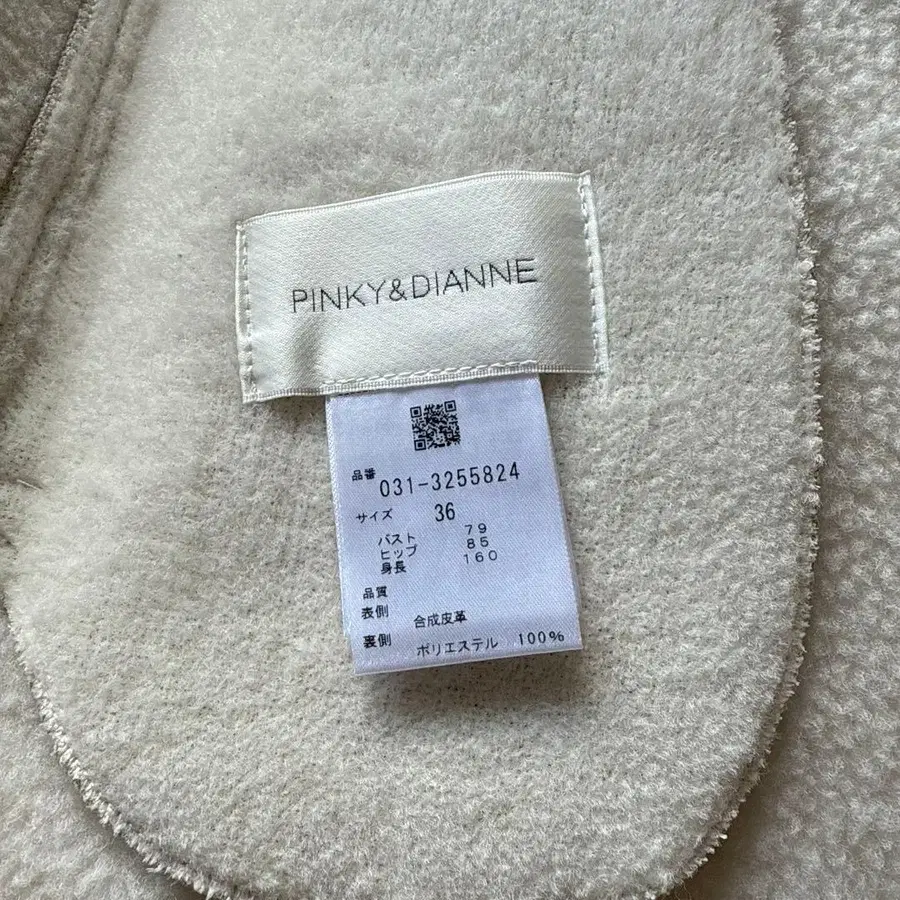 PINKY&DIANNE
品番 031-3255824
サイズ 36
バスト 79
ヒップ 85
身長 160
品質
表側 合成皮革
裏側 ポリエステル 100%